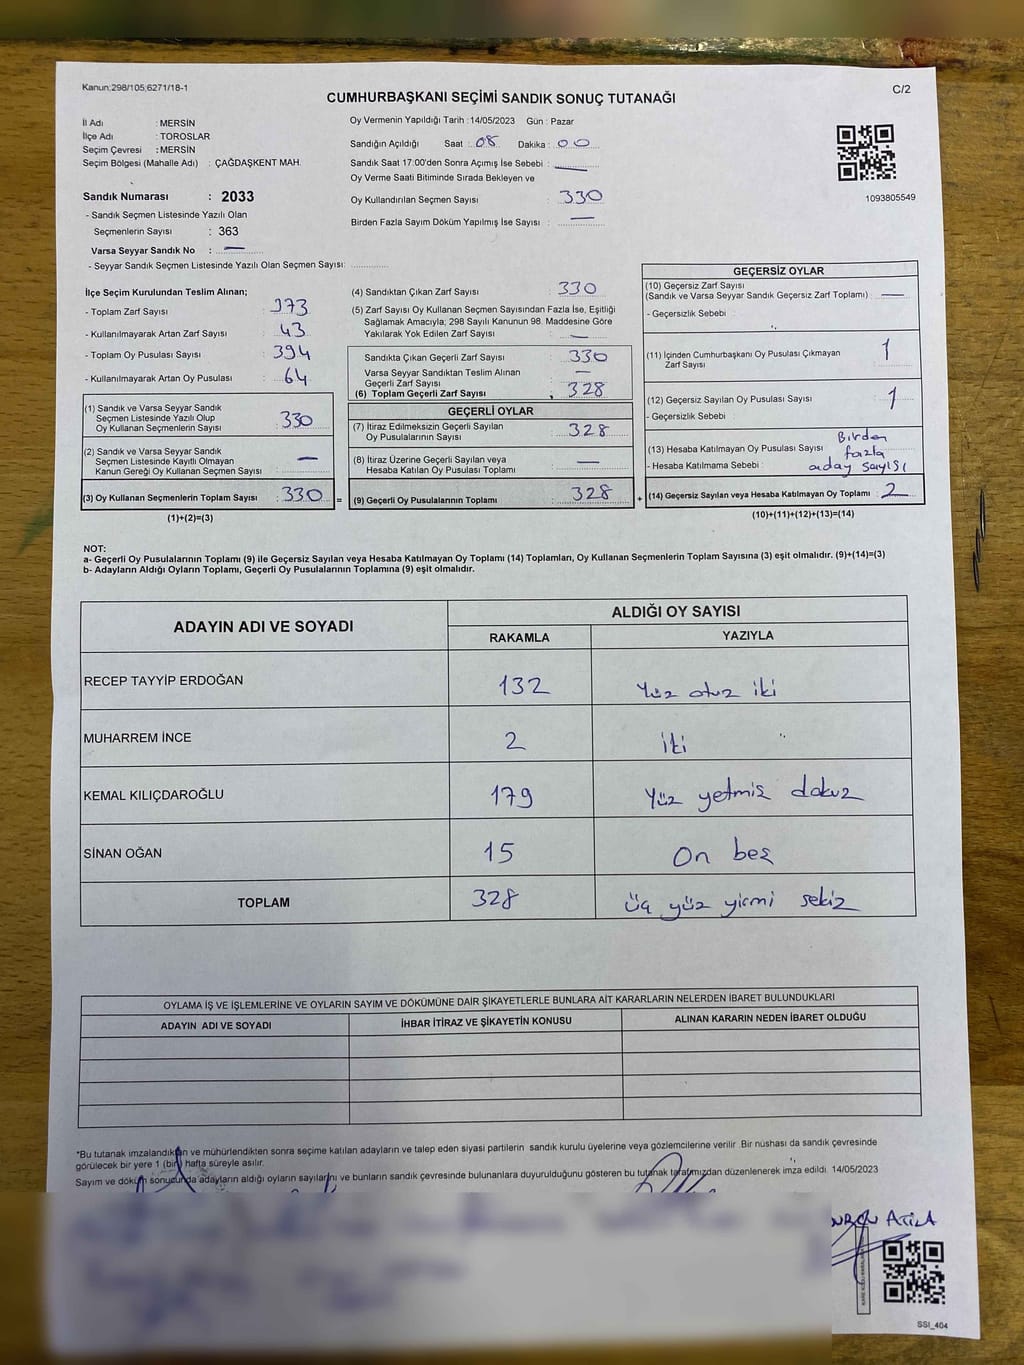 Kanun;298/105;6271/18-1
C/2
CUMHURBAŞKANI SEÇİMİ SANDIK SONUÇ TUTANAĞI
İl Adı : MERSİN
İlçe Adı : TOROSLAR
Seçim Çevresi : MERSİN
Seçim Bölgesi (Mahalle Adı) : ÇAĞDAŞKENT MAH.
Sandık Numarası : 2033
- Sandık Seçmen Listesinde Yazılı Olan
Seçmenlerin Sayısı : 363
Varsa Seyyar Sandık No : —
- Seyyar Sandık Seçmen Listesinde Yazılı Olan Seçmen Sayısı: ..............
Oy Vermenin Yapıldığı Tarih :14/05/2023 Gün : Pazar
Sandığın Açıldığı Saat : 08 Dakika : 00
Sandık Saat 17:00'den Sonra Açımış İse Sebebi : —
Oy Verme Saati Bitiminde Sırada Bekleyen ve
Oy Kullandırılan Seçmen Sayısı : 330
Birden Fazla Sayım Döküm Yapılmış İse Sayısı : —
1093805549
İlçe Seçim Kurulundan Teslim Alınan;
- Toplam Zarf Sayısı : 373
- Kullanılmayarak Artan Zarf Sayısı : 43
- Toplam Oy Pusulası Sayısı : 394
- Kullanılmayarak Artan Oy Pusulası : 64
(1) Sandık ve Varsa Seyyar Sandık
Seçmen Listesinde Yazılı Olup
Oy Kullanan Seçmenlerin Sayısı : 330
(2) Sandık ve Varsa Seyyar Sandık
Seçmen Listesinde Kayıtlı Olmayan
Kanun Gereği Oy Kullanan Seçmen Sayısı : —
(3) Oy Kullanan Seçmenlerin Toplam Sayısı : 330 =
(1)+(2)=(3)
(4) Sandıktan Çıkan Zarf Sayısı : 330
(5) Zarf Sayısı Oy Kullanan Seçmen Sayısından Fazla İse, Eşitliği
Sağlamak Amacıyla; 298 Sayılı Kanunun 98. Maddesine Göre
Yakılarak Yok Edilen Zarf Sayısı : —
Sandıkta Çıkan Geçerli Zarf Sayısı : 330
Varsa Seyyar Sandıktan Teslim Alınan
Geçerli Zarf Sayısı : —
(6) Toplam Geçerli Zarf Sayısı : 328
GEÇERLİ OYLAR
(7) İtiraz Edilmeksizin Geçerli Sayılan
Oy Pusulalarının Sayısı : 328
(8) İtiraz Üzerine Geçerli Sayılan veya
Hesaba Katılan Oy Pusulası Toplamı : —
(9) Geçerli Oy Pusulalarının Toplamı : 328 +
GEÇERSİZ OYLAR
(10) Geçersiz Zarf Sayısı
(Sandık ve Varsa Seyyar Sandık Geçersiz Zarf Toplamı) : —
- Geçersizlik Sebebi :
(11) İçinden Cumhurbaşkanı Oy Pusulası Çıkmayan
Zarf Sayısı : 1
(12) Geçersiz Sayılan Oy Pusulası Sayısı : 1
- Geçersizlik Sebebi :
(13) Hesaba Katılmayan Oy Pusulası Sayısı : Birden fazla
- Hesaba Katılmama Sebebi : aday sayısı
(14) Geçersiz Sayılan veya Hesaba Katılmayan Oy Toplamı : 2
(10)+(11)+(12)+(13)=(14)
NOT:
a- Geçerli Oy Pusulalarının Toplamı (9) ile Geçersiz Sayılan veya Hesaba Katılmayan Oy Toplamı (14) Toplamları, Oy Kullanan Seçmenlerin Toplam Sayısına (3) eşit olmalıdır. (9)+(14)=(3)
b- Adayların Aldığı Oyların Toplamı, Geçerli Oy Pusulalarının Toplamına (9) eşit olmalıdır.
ADAYIN ADI VE SOYADI
ALDIĞI OY SAYISI
RAKAMLA YAZIYLA
RECEP TAYYİP ERDOĞAN 132 Yüz otuz iki
MUHARREM İNCE 2 iki
KEMAL KILIÇDAROĞLU 179 Yüz yetmiş dokuz
SİNAN OĞAN 15 On beş
TOPLAM 328 üç yüz yirmi sekiz
OYLAMA İŞ VE İŞLEMLERİNE VE OYLARIN SAYIM VE DÖKÜMÜNE DAİR ŞİKAYETLERLE BUNLARA AİT KARARLARIN NELERDEN İBARET BULUNDUKLARI
ADAYIN ADI VE SOYADI İHBAR İTİRAZ VE ŞİKAYETİN KONUSU ALINAN KARARIN NEDEN İBARET OLDUĞU
*Bu tutanak imzalandıktan ve mühürlendikten sonra seçime katılan adayların ve talep eden siyasi partilerin sandık kurulu üyelerine veya gözlemcilerine verilir .Bir nüshası da sandık çevresinde
görülecek bir yere 1 (bir) hafta süreyle asılır.
Sayım ve döküm sonucunda adayların aldığı oyların sayılarını ve bunların sandık çevresinde bulunanlara duyurulduğunu gösteren bu tutanak tarafımızdan düzenlenerek imza edildi. 14/05/2023
ATİLA
SSI_404